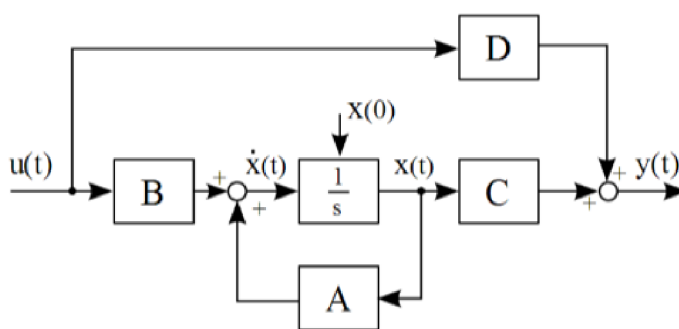 D
x(0)
u(t)
B
+
ẋ(t)
+
1
s
x(t)
C
+
+
y(t)
A